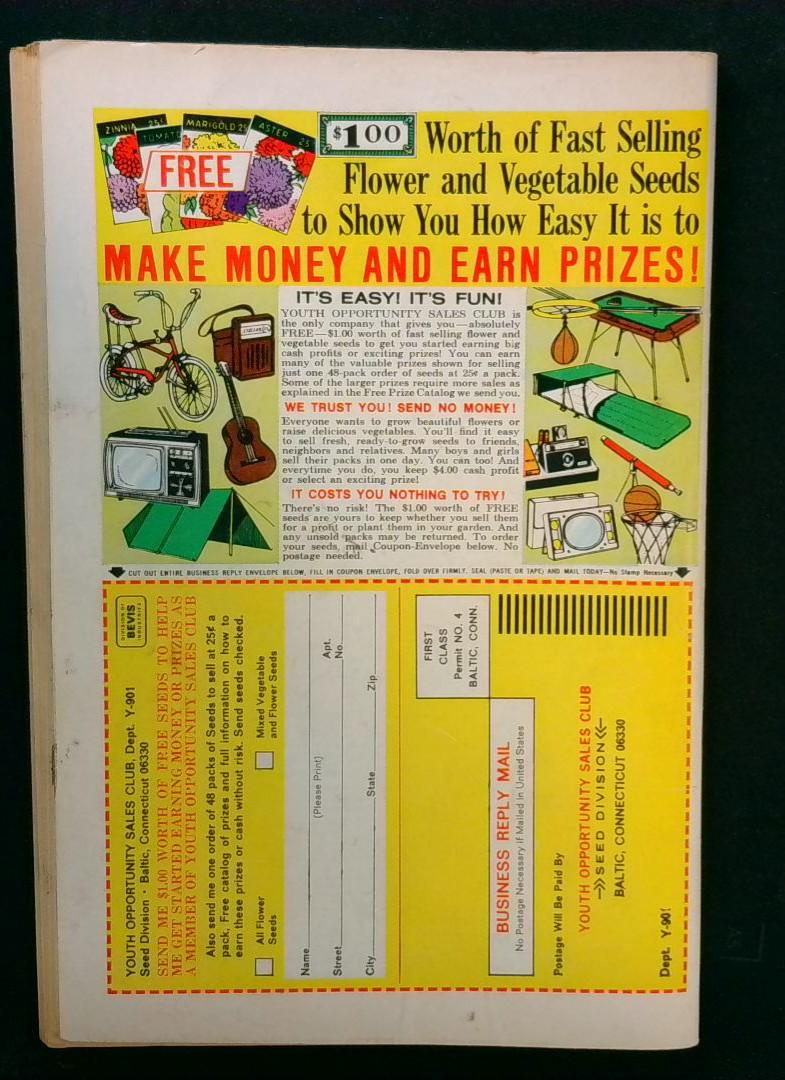 ZINNIA 25¢
TOMATO
MARIGOLD 25
ASTER 25
FREE
$1.00
Worth of Fast Selling
Flower and Vegetable Seeds
to Show You How Easy It is to
MAKE MONEY AND EARN PRIZES!
IT'S EASY! IT'S FUN!
YOUTH OPPORTUNITY SALES CLUB is
the only company that gives you—absolutely
FREE—$1.00 worth of fast selling flower and
vegetable seeds to get you started earning big
cash profits or exciting prizes! You can earn
many of the valuable prizes shown for selling
just one 48-pack order of seeds at 25¢ a pack.
Some of the larger prizes require more sales as
explained in the Free Prize Catalog we send you.
WE TRUST YOU! SEND NO MONEY!
Everyone wants to grow beautiful flowers or
raise delicious vegetables. You'll find it easy
to sell fresh, ready-to-grow seeds to friends,
neighbors and relatives. Many boys and girls
sell their packs in one day. You can too! And
everytime you do, you keep $4.00 cash profit
or select an exciting prize!
IT COSTS YOU NOTHING TO TRY!
There's no risk! The $1.00 worth of FREE
seeds are yours to keep whether you sell them
for a profit or plant them in your garden. And
any unsold packs may be returned. To order
your seeds, mail Coupon-Envelope below. No
postage needed.
CUT OUT ENTIRE BUSINESS REPLY ENVELOPE BELOW, FILL IN COUPON ENVELOPE, FOLD OVER FIRMLY, SEAL (PASTE OR TAPE) AND MAIL TODAY—No Stamp Necessary
YOUTH OPPORTUNITY SALES CLUB, Dept. Y-901
Seed Division · Baltic, Connecticut 06330
DIVISION OF
BEVIS
INDUSTRIES
SEND ME $1.00 WORTH OF FREE SEEDS TO HELP
ME GET STARTED EARNING MONEY OR PRIZES AS
A MEMBER OF YOUTH OPPORTUNITY SALES CLUB
Also send me one order of 48 packs of Seeds to sell at 25¢ a
pack, Free catalog of prizes and full information on how to
earn these prizes or cash without risk. Send seeds checked.
All Flower
Seeds
Mixed Vegetable
and Flower Seeds
Name
(Please Print)
Street
Apt.
No.
City
State
Zip
FIRST
CLASS
Permit NO. 4
BALTIC, CONN.
BUSINESS REPLY MAIL
No Postage Necessary if Mailed in United States
Postage Will Be Paid By
YOUTH OPPORTUNITY SALES CLUB
SEED DIVISION
BALTIC, CONNECTICUT 06330
Dept. Y-901